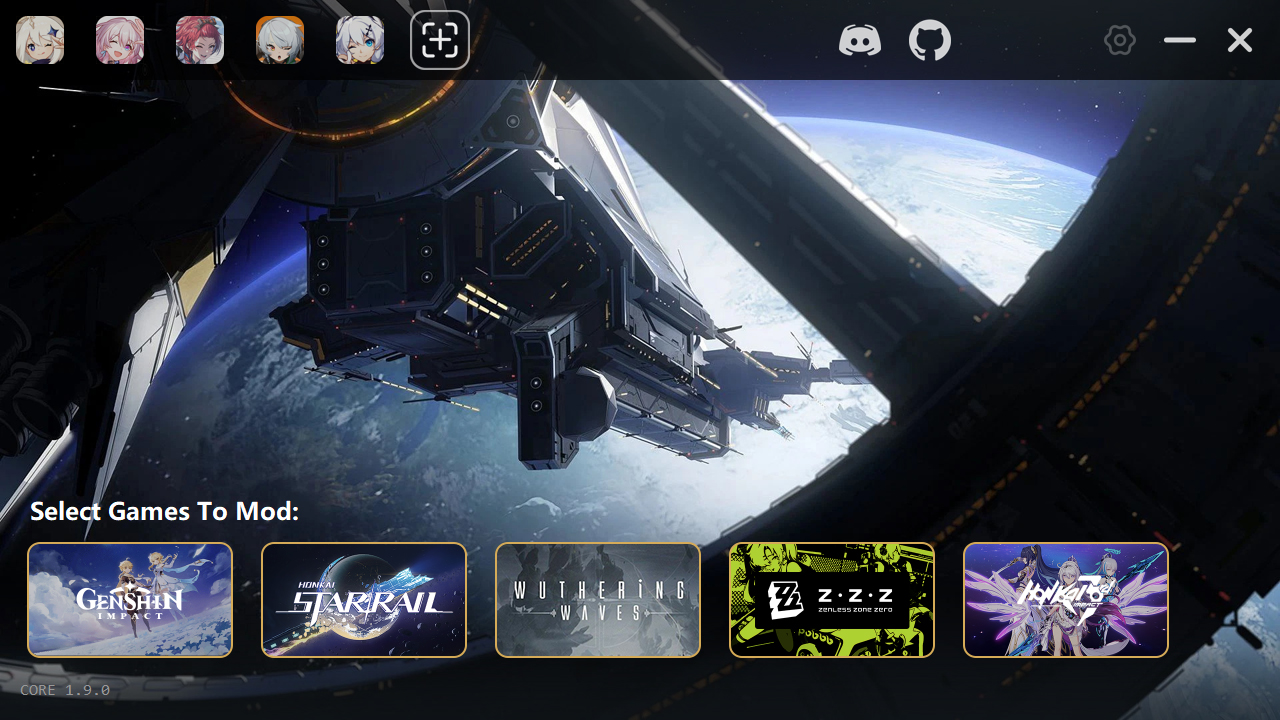 Select Games To Mod:
GENSHIN
IMPACT
HONKAI
STAR RAIL
WUTHERING
WAVES
Z·Z·Z
zenless zone zero
HONKAI
IMPACT
CORE 1.9.0